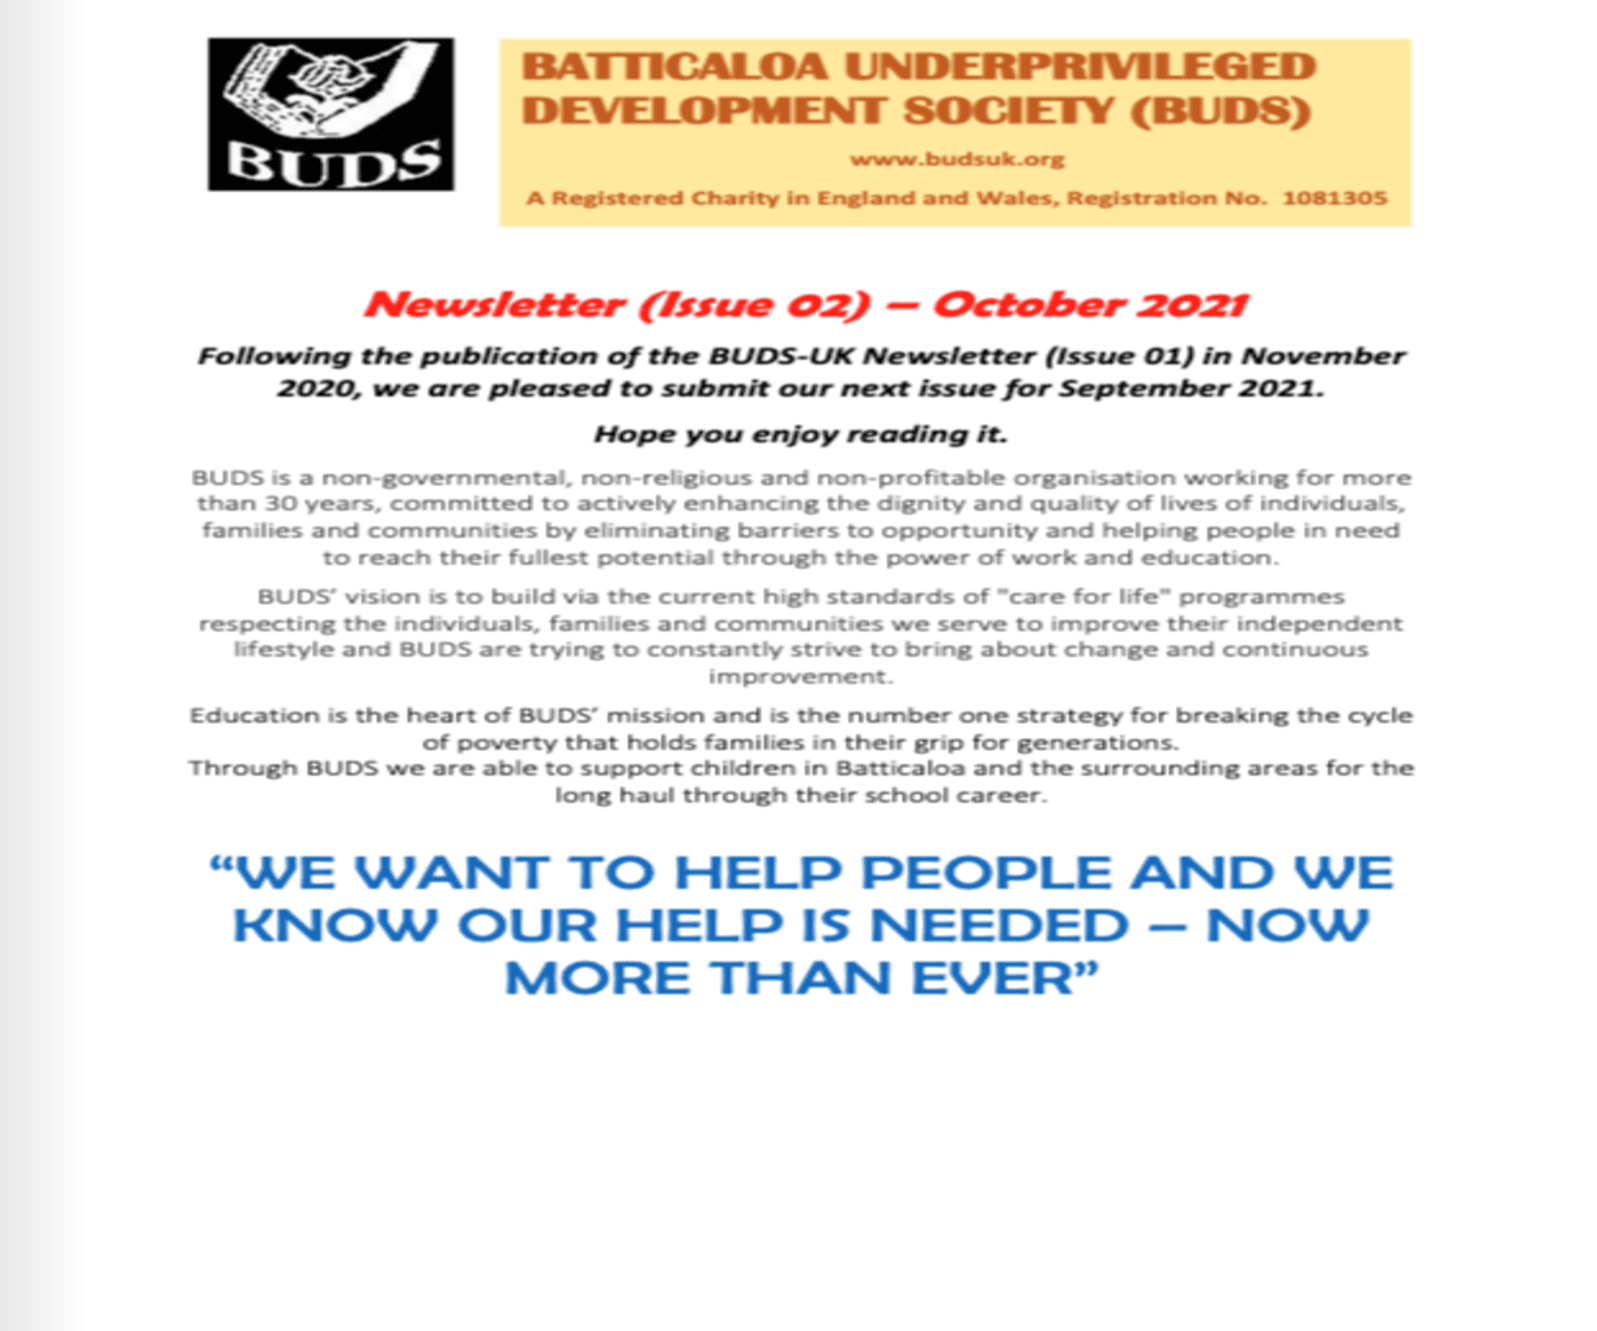 BUDS
BATTICALOA UNDERPRIVILEGED
DEVELOPMENT SOCIETY (BUDS)
www.budsuk.org
A Registered Charity in England and Wales, Registration No. 1081305
Newsletter (Issue 02) – October 2021
Following the publication of the BUDS-UK Newsletter (Issue 01) in November
2020, we are pleased to submit our next issue for September 2021.
Hope you enjoy reading it.
BUDS is a non-governmental, non-religious and non-profitable organisation working for more
than 30 years, committed to actively enhancing the dignity and quality of lives of individuals,
families and communities by eliminating barriers to opportunity and helping people in need
to reach their fullest potential through the power of work and education.
BUDS’ vision is to build via the current high standards of "care for life" programmes
respecting the individuals, families and communities we serve to improve their independent
lifestyle and BUDS are trying to constantly strive to bring about change and continuous
improvement.
Education is the heart of BUDS’ mission and is the number one strategy for breaking the cycle
of poverty that holds families in their grip for generations.
Through BUDS we are able to support children in Batticaloa and the surrounding areas for the
long haul through their school career.
“WE WANT TO HELP PEOPLE AND WE
KNOW OUR HELP IS NEEDED – NOW
MORE THAN EVER”